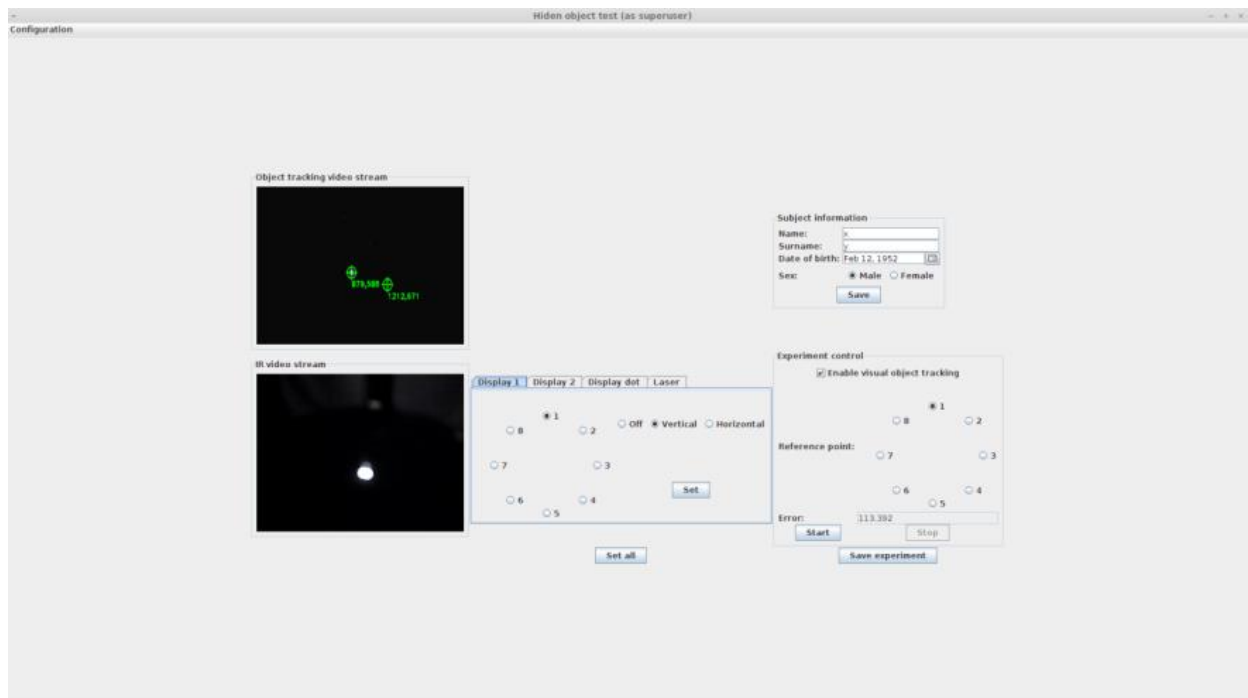 Hiden object test (as superuser)
Configuration
Object tracking video stream
879,585
1212,671
Subject information
Name: x
Surname: y
Date of birth: Feb 12, 1952
Sex: Male Female
Save
IR video stream
Display 1 Display 2 Display dot Laser
1
8 2
Off Vertical Horizontal
7 3
6 4
5
Set
Set all
Experiment control
Enable visual object tracking
1
8 2
Reference point:
7 3
6 4
5
Error: 113.392
Start Stop
Save experiment